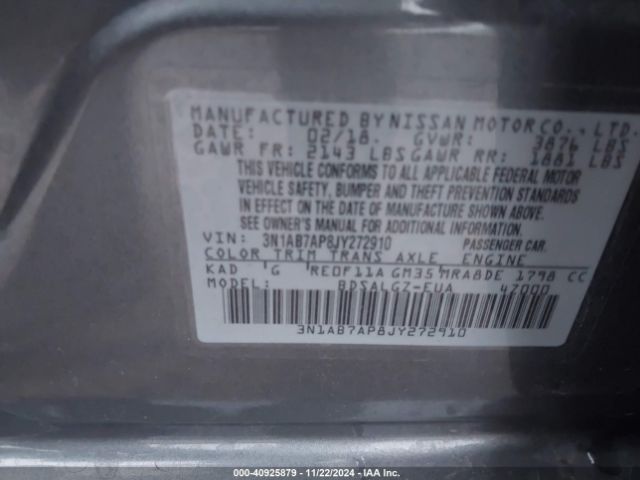 MANUFACTURED BY NISSAN MOTOR CO., LTD.
DATE: 02/18. GVWR: 3876 LBS
GAWR FR: 2143 LBS GAWR RR: 1881 LBS
THIS VEHICLE CONFORMS TO ALL APPLICABLE FEDERAL MOTOR
VEHICLE SAFETY, BUMPER AND THEFT PREVENTION STANDARDS
IN EFFECT ON THE DATE OF MANUFACTURE SHOWN ABOVE.
SEE OWNER'S MANUAL FOR ADDITIONAL INFORMATION.
VIN: 3N1AB7AP8JY272910 PASSENGER CAR.
COLOR TRIM TRANS AXLE ENGINE
KAD G RE0F11A GM35 MRA8DE 1798 CC
MODEL: BDSALGZ-EUA 47000
3N1AB7AP8JY272910
000-40925879 | 11/22/2024 - IAA Inc.